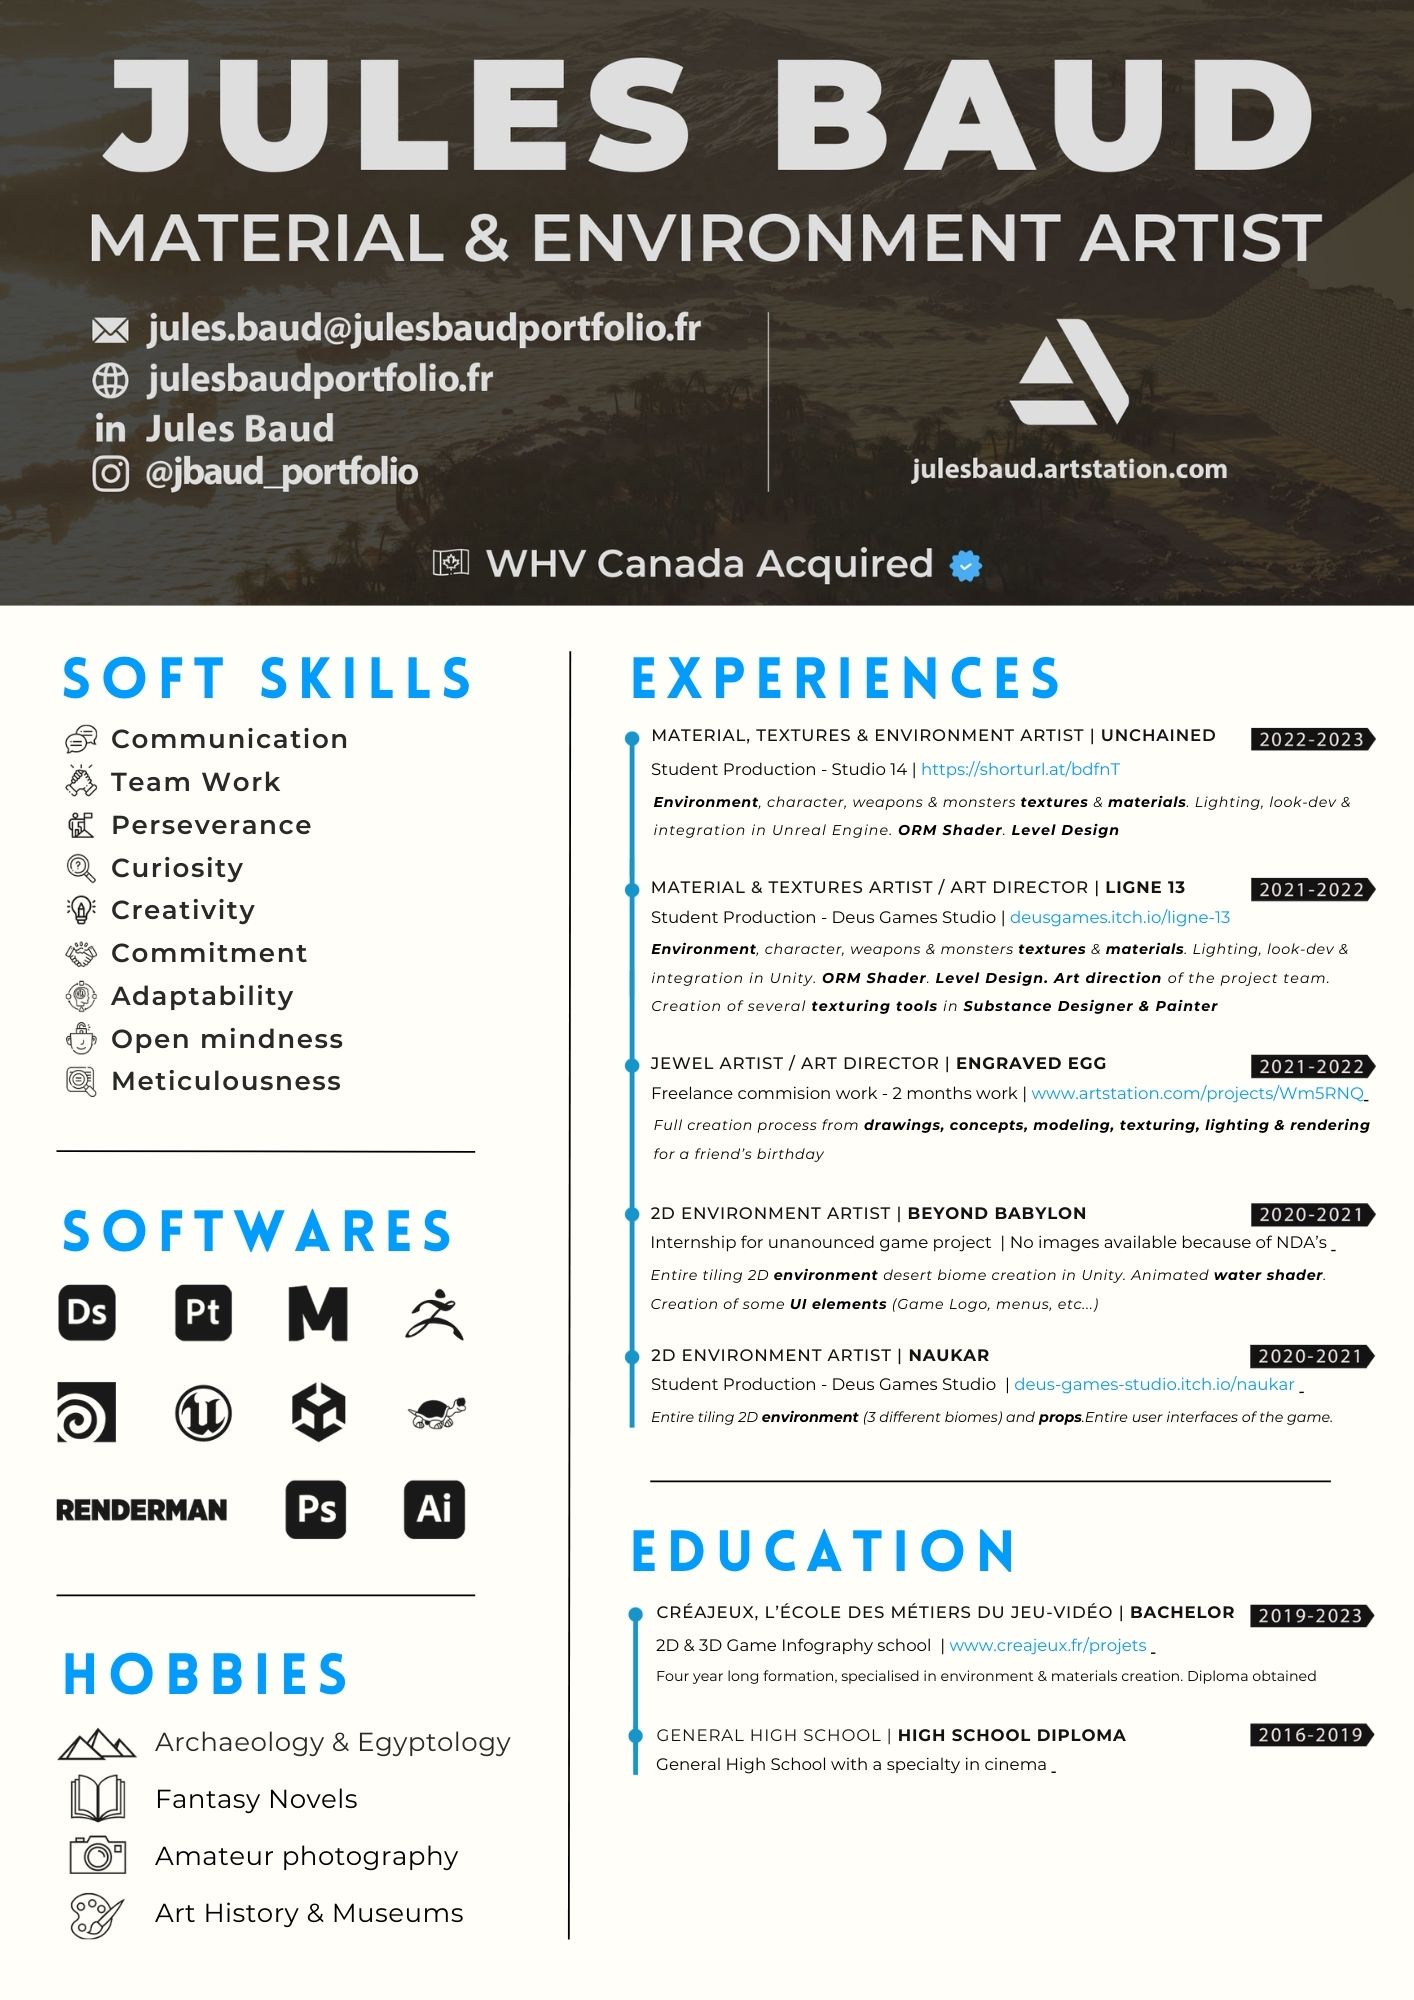 JULES BAUD
MATERIAL & ENVIRONMENT ARTIST
jules.baud@julesbaudportfolio.fr
julesbaudportfolio.fr
in Jules Baud
@jbaud_portfolio
julesbaud.artstation.com
WHV Canada Acquired
SOFT SKILLS
Communication
Team Work
Perseverance
Curiosity
Creativity
Commitment
Adaptability
Open mindness
Meticulousness
SOFTWARES
Ds Pt M
RENDERMAN Ps Ai
HOBBIES
Archaeology & Egyptology
Fantasy Novels
Amateur photography
Art History & Museums
EXPERIENCES
MATERIAL, TEXTURES & ENVIRONMENT ARTIST | UNCHAINED 2022-2023
Student Production - Studio 14 | https://shorturl.at/bdfnT
Environment, character, weapons & monsters textures & materials. Lighting, look-dev &
integration in Unreal Engine. ORM Shader. Level Design
MATERIAL & TEXTURES ARTIST / ART DIRECTOR | LIGNE 13 2021-2022
Student Production - Deus Games Studio | deusgames.itch.io/ligne-13
Environment, character, weapons & monsters textures & materials. Lighting, look-dev &
integration in Unity. ORM Shader. Level Design. Art direction of the project team.
Creation of several texturing tools in Substance Designer & Painter
JEWEL ARTIST / ART DIRECTOR | ENGRAVED EGG 2021-2022
Freelance commision work - 2 months work | www.artstation.com/projects/Wm5RNQ
Full creation process from drawings, concepts, modeling, texturing, lighting & rendering
for a friend's birthday
2D ENVIRONMENT ARTIST | BEYOND BABYLON 2020-2021
Internship for unanounced game project | No images available because of NDA's
Entire tiling 2D environment desert biome creation in Unity. Animated water shader.
Creation of some UI elements (Game Logo, menus, etc...)
2D ENVIRONMENT ARTIST | NAUKAR 2020-2021
Student Production - Deus Games Studio | deus-games-studio.itch.io/naukar
Entire tiling 2D environment (3 different biomes) and props.Entire user interfaces of the game.
EDUCATION
CRÉAJEUX, L'ÉCOLE DES MÉTIERS DU JEU-VIDÉO | BACHELOR 2019-2023
2D & 3D Game Infography school | www.creajeux.fr/projets
Four year long formation, specialised in environment & materials creation. Diploma obtained
GENERAL HIGH SCHOOL | HIGH SCHOOL DIPLOMA 2016-2019
General High School with a specialty in cinema